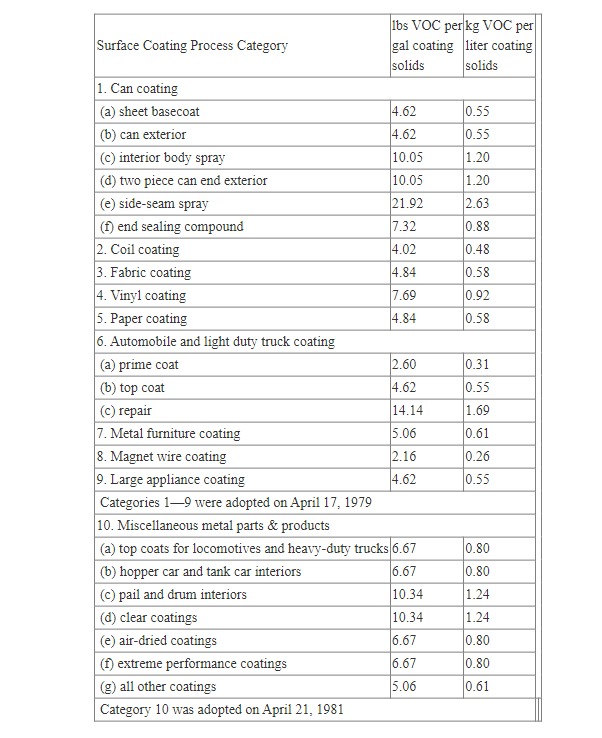 Surface Coating Process Category
lbs VOC per
gal coating
solids
kg VOC per
liter coating
solids
1. Can coating
(a) sheet basecoat 4.62 0.55
(b) can exterior 4.62 0.55
(c) interior body spray 10.05 1.20
(d) two piece can end exterior 10.05 1.20
(e) side-seam spray 21.92 2.63
(f) end sealing compound 7.32 0.88
2. Coil coating 4.02 0.48
3. Fabric coating 4.84 0.58
4. Vinyl coating 7.69 0.92
5. Paper coating 4.84 0.58
6. Automobile and light duty truck coating
(a) prime coat 2.60 0.31
(b) top coat 4.62 0.55
(c) repair 14.14 1.69
7. Metal furniture coating 5.06 0.61
8. Magnet wire coating 2.16 0.26
9. Large appliance coating 4.62 0.55
Categories 1—9 were adopted on April 17, 1979
10. Miscellaneous metal parts & products
(a) top coats for locomotives and heavy-duty trucks 6.67 0.80
(b) hopper car and tank car interiors 6.67 0.80
(c) pail and drum interiors 10.34 1.24
(d) clear coatings 10.34 1.24
(e) air-dried coatings 6.67 0.80
(f) extreme performance coatings 6.67 0.80
(g) all other coatings 5.06 0.61
Category 10 was adopted on April 21, 1981